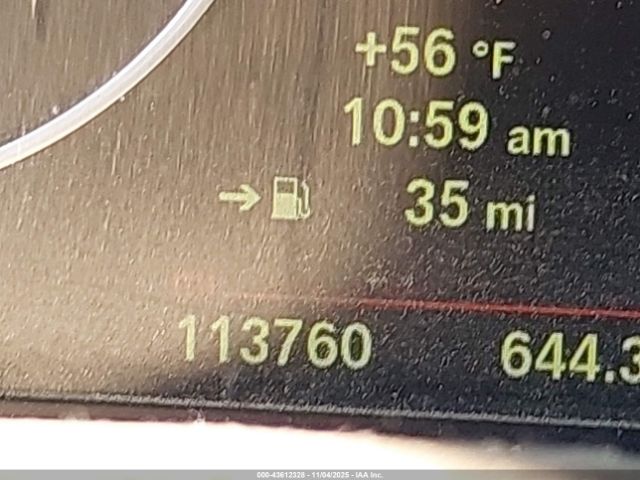 +56 °F
10:59 am
→ 35 mi
113760 644.3
000-43612328 - 11/04/2025 - IAA Inc.